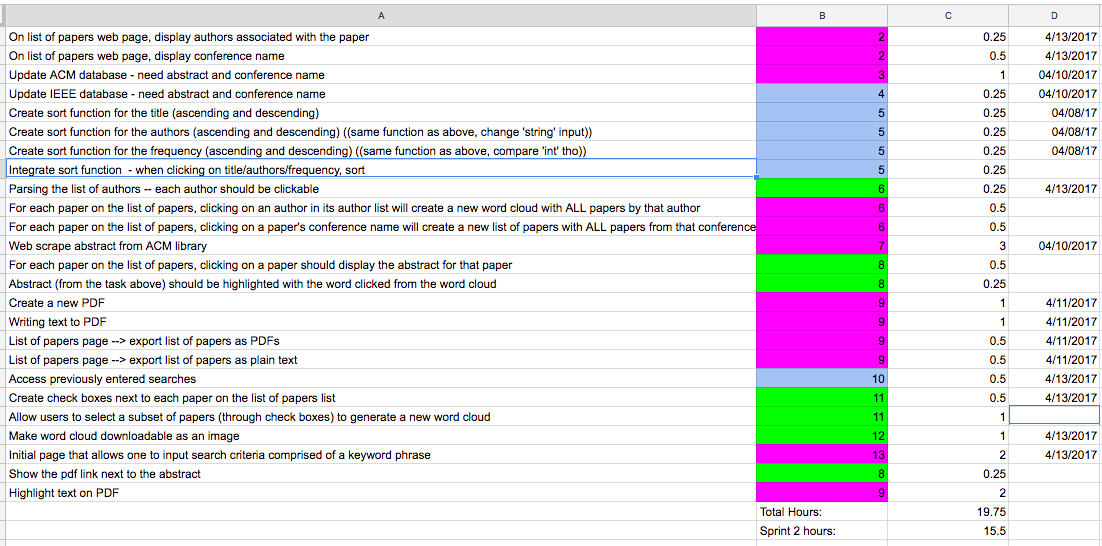 A B C D
On list of papers web page, display authors associated with the paper 2 0.25 4/13/2017
On list of papers web page, display conference name 2 0.5 4/13/2017
Update ACM database - need abstract and conference name 3 1 04/10/2017
Update IEEE database - need abstract and conference name 4 0.25 04/10/2017
Create sort function for the title (ascending and descending) 5 0.25 04/08/17
Create sort function for the authors (ascending and descending) ((same function as above, change 'string' input)) 5 0.25 04/08/17
Create sort function for the frequency (ascending and descending) ((same function as above, compare 'int' tho)) 5 0.25 04/08/17
Integrate sort function - when clicking on title/authors/frequency, sort 5 0.25
Parsing the list of authors -- each author should be clickable 6 0.25 4/13/2017
For each paper on the list of papers, clicking on an author in its author list will create a new word cloud with ALL papers by that author 6 0.5
For each paper on the list of papers, clicking on a paper's conference name will create a new list of papers with ALL papers from that conference 6 0.5
Web scrape abstract from ACM library 7 3 04/10/2017
For each paper on the list of papers, clicking on a paper should display the abstract for that paper 8 0.5
Abstract (from the task above) should be highlighted with the word clicked from the word cloud 8 0.25
Create a new PDF 9 1 4/11/2017
Writing text to PDF 9 1 4/11/2017
List of papers page --> export list of papers as PDFs 9 0.5 4/11/2017
List of papers page --> export list of papers as plain text 9 0.5 4/11/2017
Access previously entered searches 10 0.5 4/13/2017
Create check boxes next to each paper on the list of papers list 11 0.5 4/13/2017
Allow users to select a subset of papers (through check boxes) to generate a new word cloud 11 1
Make word cloud downloadable as an image 12 1 4/13/2017
Initial page that allows one to input search criteria comprised of a keyword phrase 13 2 4/13/2017
Show the pdf link next to the abstract 8 0.25
Highlight text on PDF 9 2
Total Hours: 19.75
Sprint 2 hours: 15.5